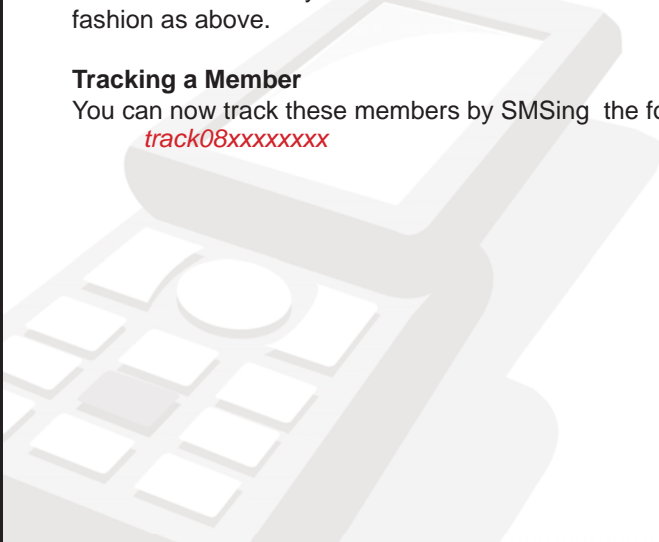 fashion as above.
Tracking a Member
You can now track these members by SMSing the fo
track08xxxxxxxx